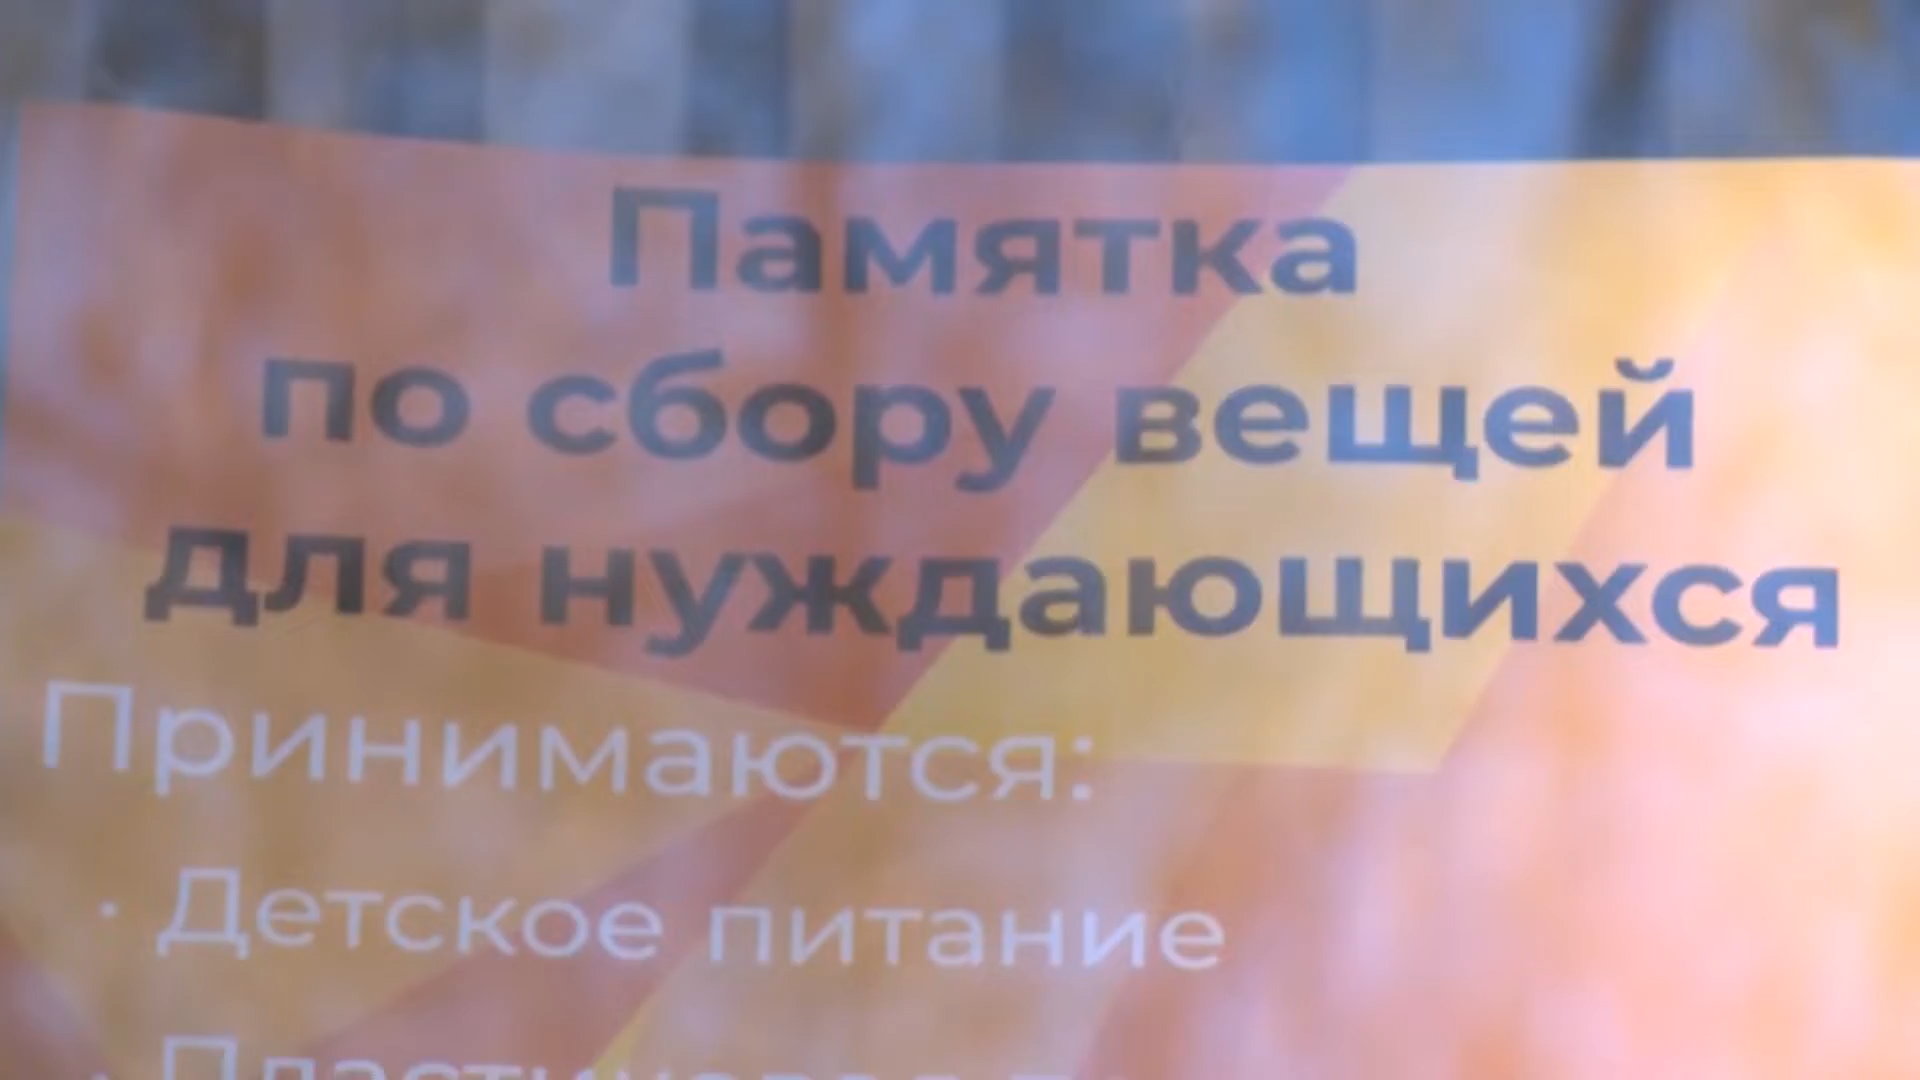 Памятка
по сбору вещей
для нуждающихся
Принимаются:
· Детское питание